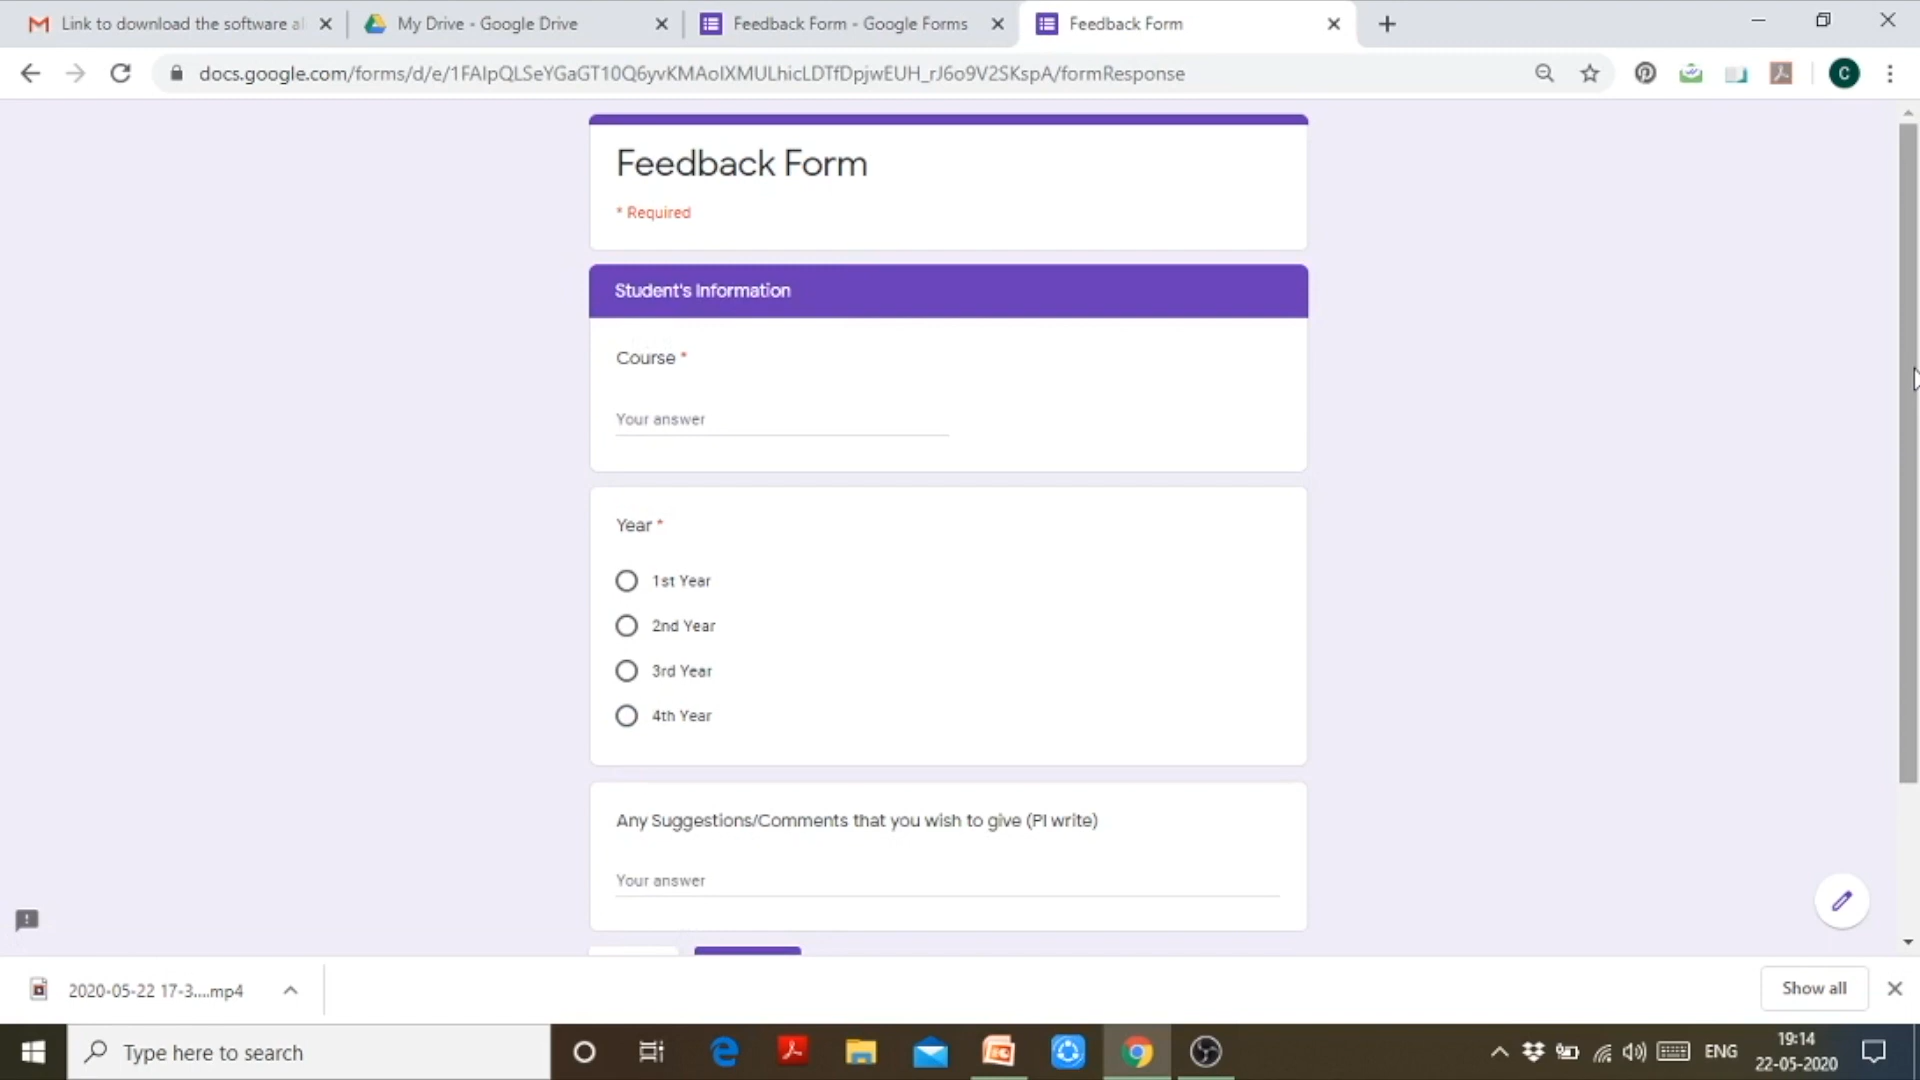 Link to download the software al
My Drive - Google Drive
Feedback Form - Google Forms
Feedback Form
docs.google.com/forms/d/e/1FAIpQLSeYGaGT10Q6yvKMAoIXMULhicLDTfDpjwEUH_rJ6o9V2SKspA/formResponse
C
Feedback Form
* Required
Student's Information
Course *
Your answer
Year *
1st Year
2nd Year
3rd Year
4th Year
Any Suggestions/Comments that you wish to give (Pl write)
Your answer
2020-05-22 17-3....mp4
Show all
Type here to search
ENG
19:14
22-05-2020